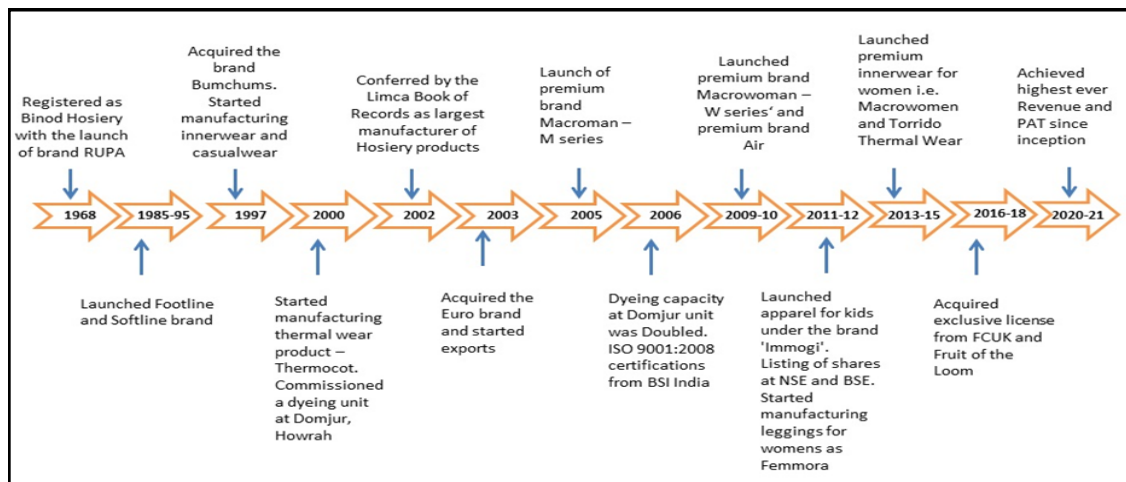 Registered as
Binod Hosiery
with the launch
of brand RUPA
Acquired the
brand
Bumchums.
Started
manufacturing
innerwear and
casualwear
Conferred by the
Limca Book of
Records as largest
manufacturer of
Hosiery products
Launch of
premium
brand
Macroman –
M series
Launched
premium brand
Macrowoman –
W series‘ and
premium brand
Air
Launched
premium
innerwear for
women i.e.
Macrowomen
and Torrido
Thermal Wear
Achieved
highest ever
Revenue and
PAT since
inception
1968
1985-95
1997
2000
2002
2003
2005
2006
2009-10
2011-12
2013-15
2016-18
2020-21
Launched Footline
and Softline brand
Started
manufacturing
thermal wear
product –
Thermocot.
Commissioned
a dyeing unit
at Domjur,
Howrah
Acquired the
Euro brand
and started
exports
Dyeing capacity
at Domjur unit
was Doubled.
ISO 9001:2008
certifications
from BSI India
Launched
apparel for kids
under the brand
'Immogi'.
Listing of shares
at NSE and BSE.
Started
manufacturing
leggings for
womens as
Femmora
Acquired
exclusive license
from FCUK and
Fruit of the
Loom